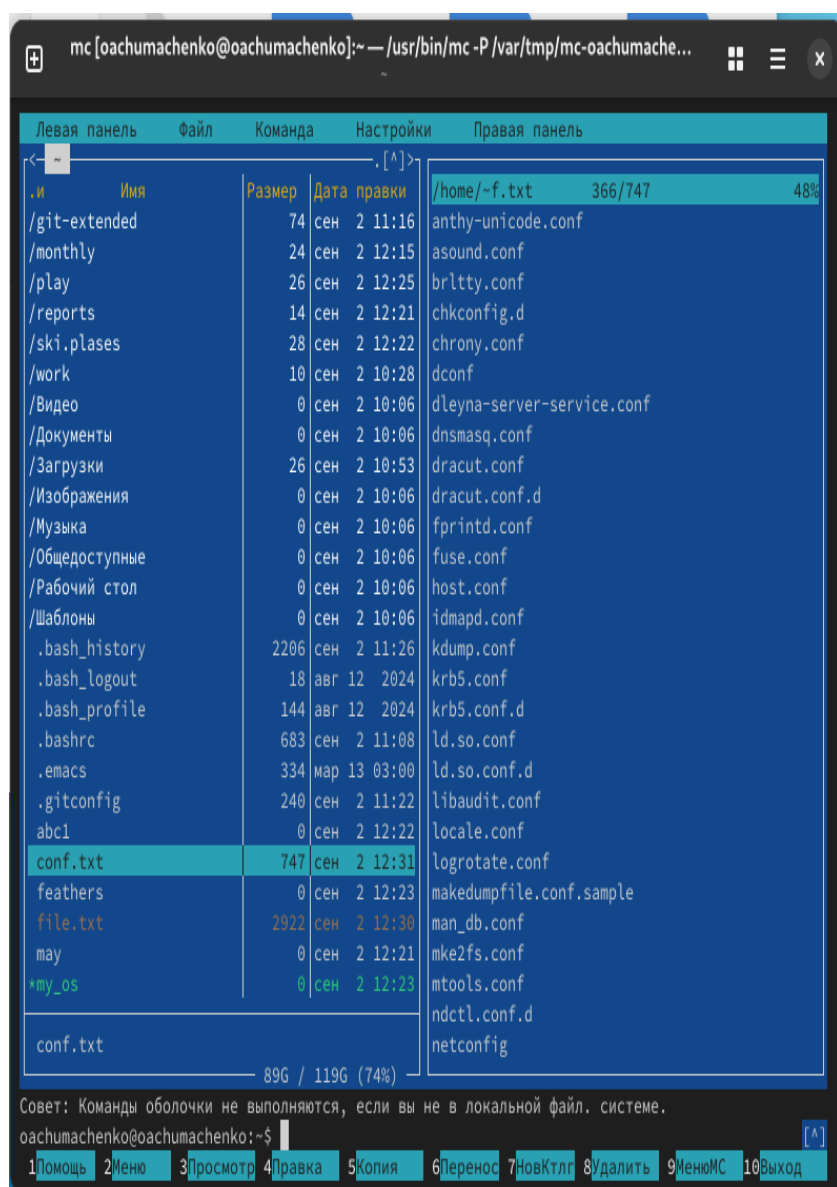 mc [oachumachenko@oachumachenko]:~ — /usr/bin/mc -P /var/tmp/mc-oachumache...
~
Левая панель Файл Команда Настройки Правая панель
<— ~ .[^]>
.и Имя Размер Дата правки
/git-extended 74 сен 2 11:16
/monthly 24 сен 2 12:15
/play 26 сен 2 12:25
/reports 14 сен 2 12:21
/ski.plases 28 сен 2 12:22
/work 10 сен 2 10:28
/Видео 0 сен 2 10:06
/Документы 0 сен 2 10:06
/Загрузки 26 сен 2 10:53
/Изображения 0 сен 2 10:06
/Музыка 0 сен 2 10:06
/Общедоступные 0 сен 2 10:06
/Рабочий стол 0 сен 2 10:06
/Шаблоны 0 сен 2 10:06
.bash_history 2206 сен 2 11:26
.bash_logout 18 авг 12 2024
.bash_profile 144 авг 12 2024
.bashrc 683 сен 2 11:08
.emacs 334 мар 13 03:00
.gitconfig 240 сен 2 11:22
abc1 0 сен 2 12:22
conf.txt 747 сен 2 12:31
feathers 0 сен 2 12:23
file.txt 2922 сен 2 12:30
may 0 сен 2 12:21
*my_os 0 сен 2 12:23
conf.txt
89G / 119G (74%)
/home/~f.txt 366/747 48%
anthy-unicode.conf
asound.conf
brltty.conf
chkconfig.d
chrony.conf
dconf
dleyna-server-service.conf
dnsmasq.conf
dracut.conf
dracut.conf.d
fprintd.conf
fuse.conf
host.conf
idmapd.conf
kdump.conf
krb5.conf
krb5.conf.d
ld.so.conf
ld.so.conf.d
libaudit.conf
locale.conf
logrotate.conf
makedumpfile.conf.sample
man_db.conf
mke2fs.conf
mtools.conf
ndctl.conf.d
netconfig
Совет: Команды оболочки не выполняются, если вы не в локальной файл. системе.
oachumachenko@oachumachenko:~$ [^]
1Помощь 2Меню 3Просмотр 4Правка 5Копия 6Перенос 7НовКтлг 8Удалить 9МенюМС 10Выход